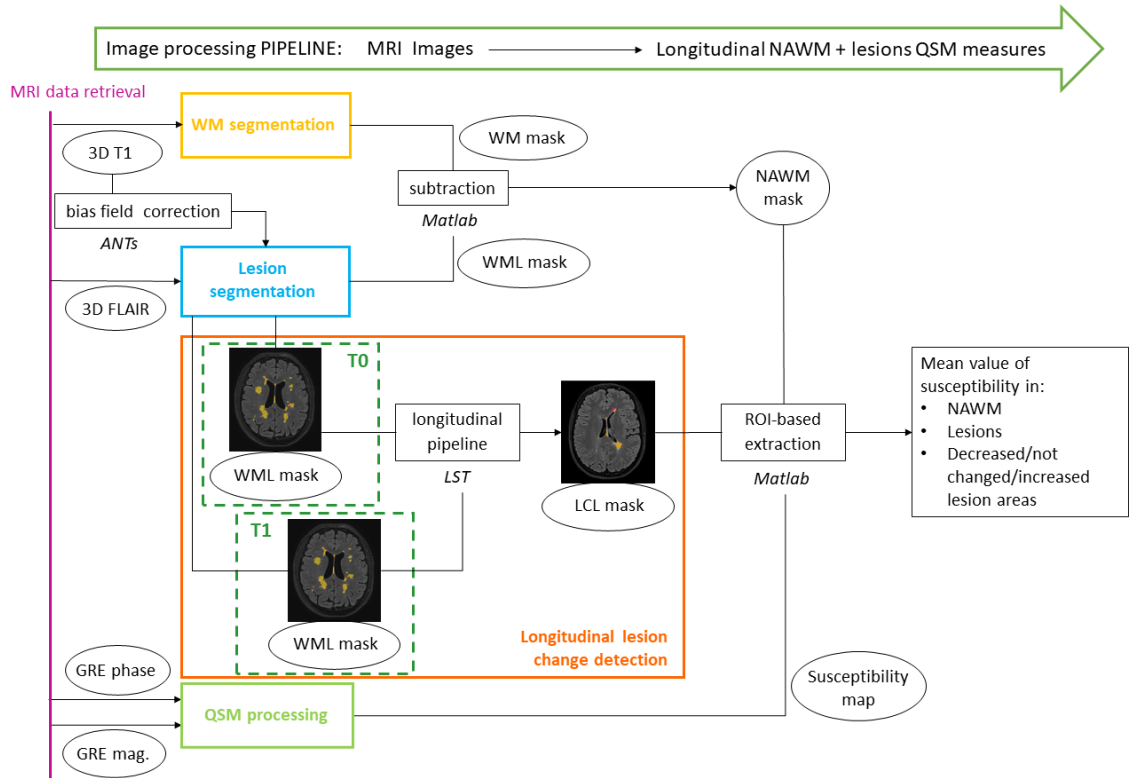 Image processing PIPELINE: MRI Images Longitudinal NAWM + lesions QSM measures
MRI data retrieval
WM segmentation
WM mask
3D T1
subtraction
NAWM
mask
bias field correction
Matlab
ANTs
Lesion
segmentation
WML mask
3D FLAIR
T0
WML mask
longitudinal
pipeline
LST
LCL mask
ROI-based
extraction
Matlab
Mean value of
susceptibility in:
• NAWM
• Lesions
• Decreased/not
changed/increased
lesion areas
T1
WML mask
Longitudinal lesion
change detection
GRE phase
QSM processing
GRE mag.
Susceptibility
map